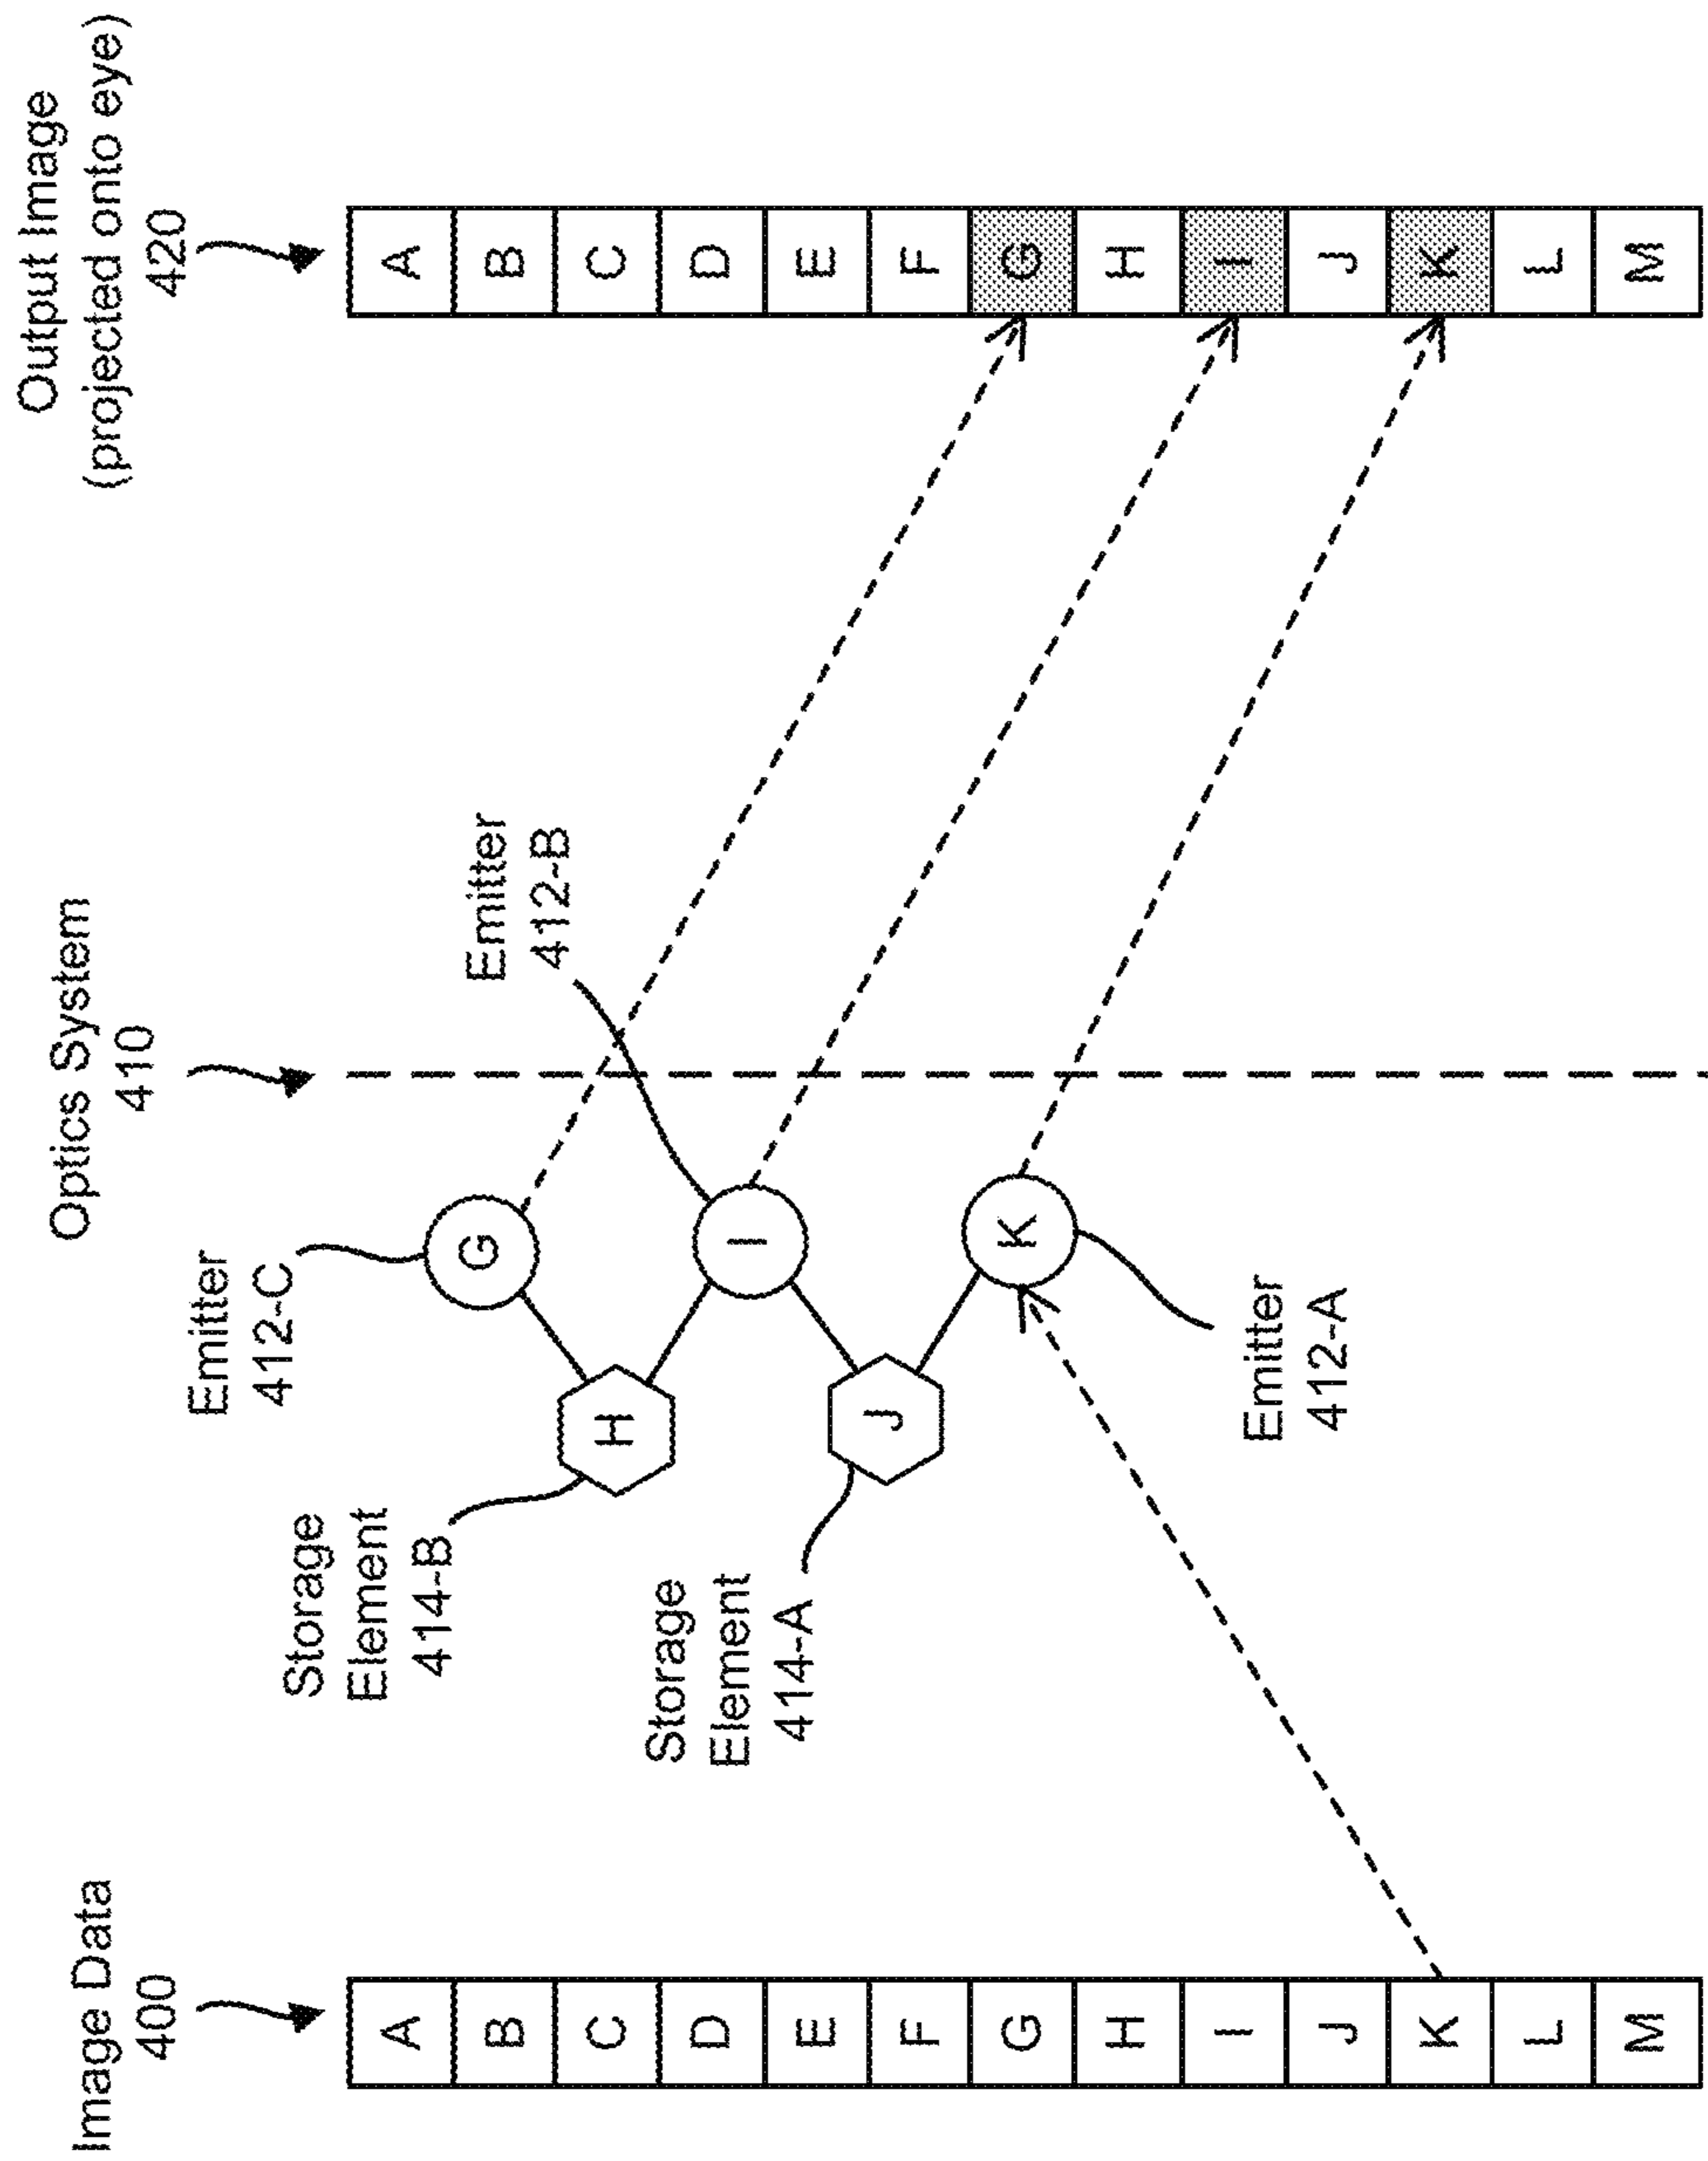 Image Data
400
A
B
C
D
E
F
G
H
I
J
K
L
M
Optics System
410
Storage
Element
414-B
Storage
Element
414-A
Emitter
412-C
Emitter
412-B
Emitter
412-A
G
H
I
J
K
Output Image
(projected onto eye)
420
A
B
C
D
E
F
G
H
I
J
K
L
M